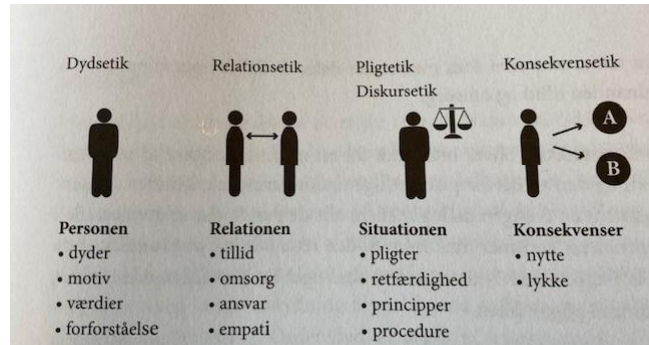 Dydsetik
Relationsetik
Pligtetik
Diskursetik
Konsekvensetik
A
B
Personen
• dyder
• motiv
• værdier
• forforståelse
Relationen
• tillid
• omsorg
• ansvar
• empati
Situationen
• pligter
• retfærdighed
• principper
• procedure
Konsekvenser
• nytte
• lykke